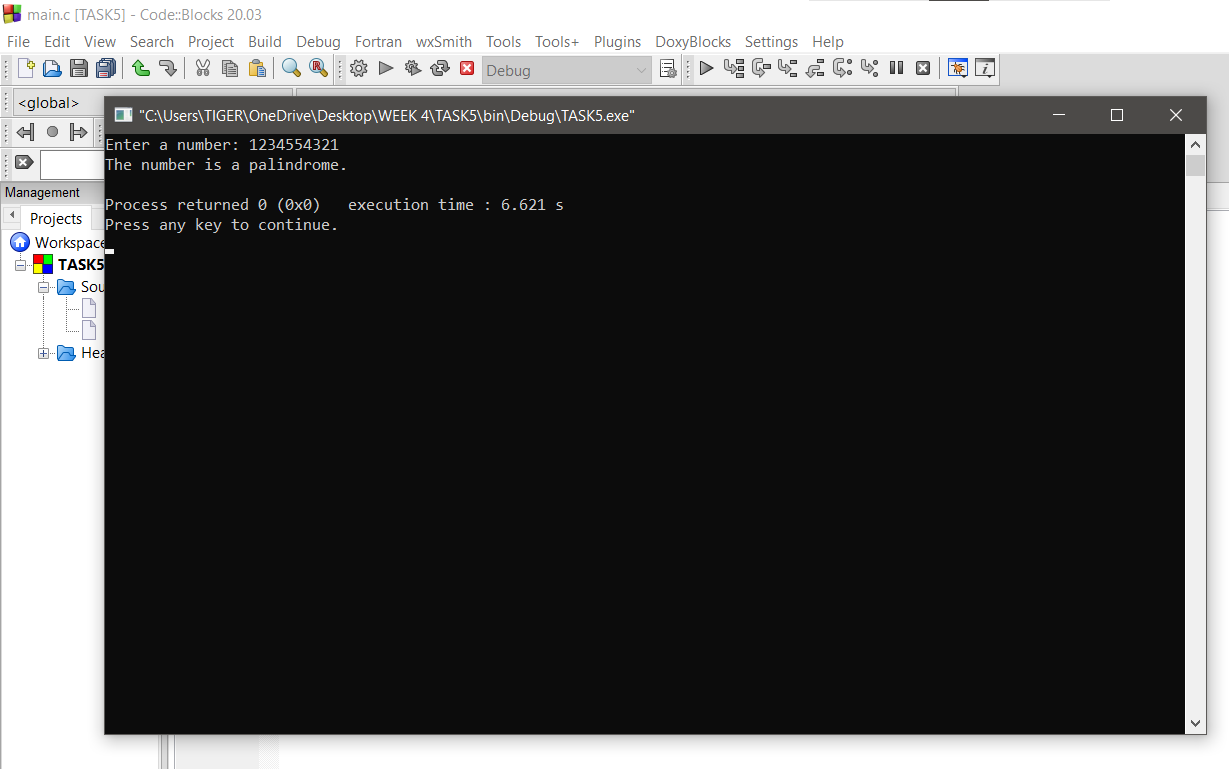 main.c [TASK5] - Code::Blocks 20.03
File Edit View Search Project Build Debug Fortran wxSmith Tools Tools+ Plugins DoxyBlocks Settings Help
Debug
<global>
"C:\Users\TIGER\OneDrive\Desktop\WEEK 4\TASK5\bin\Debug\TASK5.exe"
Enter a number: 1234554321
The number is a palindrome.
Process returned 0 (0x0)   execution time : 6.621 s
Press any key to continue.
Management
Projects
Workspace
TASK5
Sou
Hea